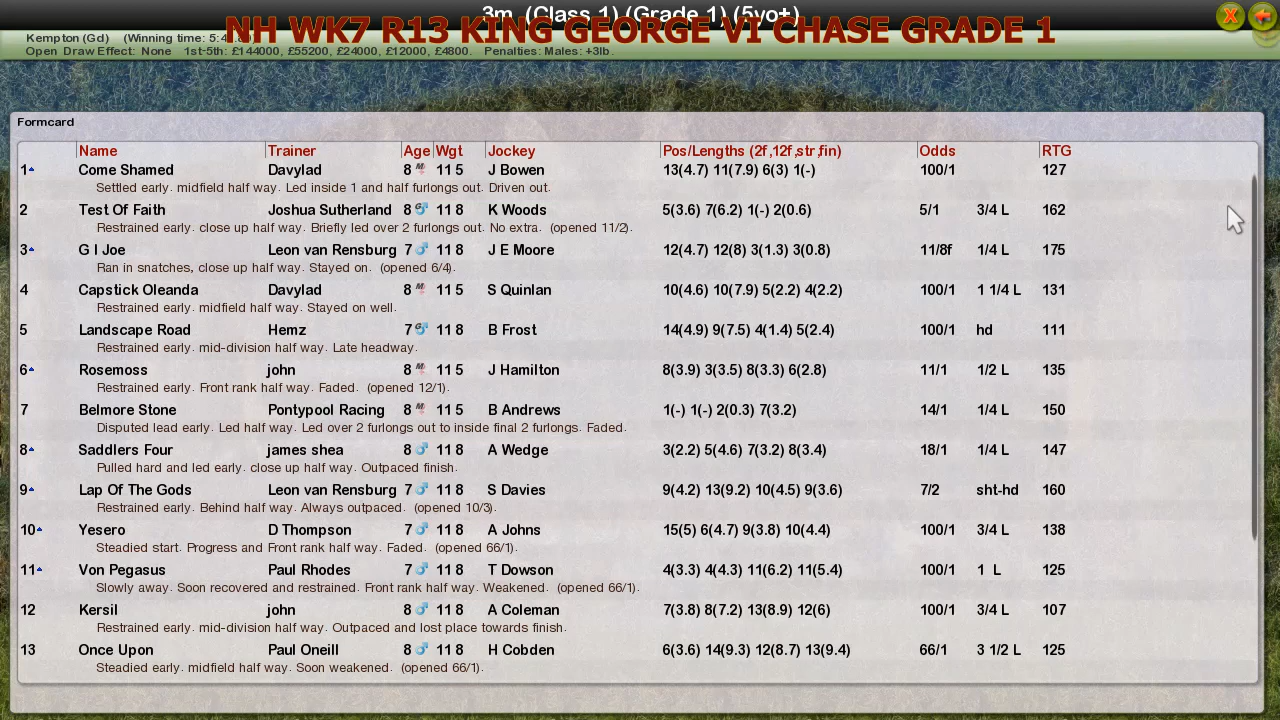 3m (Class 1) (Grade 1) (5yo+)
NH WK7 R13 KING GEORGE VI CHASE GRADE 1
Kempton (Gd) (Winning time: 5:4
Open Draw Effect: None 1st-5th: £144000, £55200, £24000, £12000, £4800. Penalties: Males: +3lb.
Formcard
Name Trainer Age Wgt Jockey Pos/Lengths (2f,12f,str,fin) Odds RTG
1 Come Shamed Davylad 8 11 5 J Bowen 13(4.7) 11(7.9) 6(3) 1(-) 100/1 127
Settled early. midfield half way. Led inside 1 and half furlongs out. Driven out.
2 Test Of Faith Joshua Sutherland 8 11 8 K Woods 5(3.6) 7(6.2) 1(-) 2(0.6) 5/1 3/4 L 162
Restrained early. close up half way. Briefly led over 2 furlongs out. No extra. (opened 11/2).
3 G I Joe Leon van Rensburg 7 11 8 J E Moore 12(4.7) 12(8) 3(1.3) 3(0.8) 11/8f 1/4 L 175
Ran in snatches, close up half way. Stayed on. (opened 6/4).
4 Capstick Oleanda Davylad 8 11 5 S Quinlan 10(4.6) 10(7.9) 5(2.2) 4(2.2) 100/1 1 1/4 L 131
Restrained early. midfield half way. Stayed on well.
5 Landscape Road Hemz 7 11 8 B Frost 14(4.9) 9(7.5) 4(1.4) 5(2.4) 100/1 hd 111
Restrained early. mid-division half way. Late headway.
6 Rosemoss john 8 11 5 J Hamilton 8(3.9) 3(3.5) 8(3.3) 6(2.8) 11/1 1/2 L 135
Restrained early. Front rank half way. Faded. (opened 12/1).
7 Belmore Stone Pontypool Racing 8 11 5 B Andrews 1(-) 1(-) 2(0.3) 7(3.2) 14/1 1/4 L 150
Disputed lead early. Led half way. Led over 2 furlongs out to inside final 2 furlongs. Faded.
8 Saddlers Four james shea 8 11 8 A Wedge 3(2.2) 5(4.6) 7(3.2) 8(3.4) 18/1 1/4 L 147
Pulled hard and led early. close up half way. Outpaced finish.
9 Lap Of The Gods Leon van Rensburg 7 11 8 S Davies 9(4.2) 13(9.2) 10(4.5) 9(3.6) 7/2 sht-hd 160
Restrained early. Behind half way. Always outpaced. (opened 10/3).
10 Yesero D Thompson 7 11 8 A Johns 15(5) 6(4.7) 9(3.8) 10(4.4) 100/1 3/4 L 138
Steadied start. Progress and Front rank half way. Faded. (opened 66/1).
11 Von Pegasus Paul Rhodes 7 11 8 T Dowson 4(3.3) 4(4.3) 11(6.2) 11(5.4) 100/1 1 L 125
Slowly away. Soon recovered and restrained. Front rank half way. Weakened. (opened 66/1).
12 Kersil john 8 11 8 A Coleman 7(3.8) 8(7.2) 13(8.9) 12(6) 100/1 3/4 L 107
Restrained early. mid-division half way. Outpaced and lost place towards finish.
13 Once Upon Paul Oneill 8 11 8 H Cobden 6(3.6) 14(9.3) 12(8.7) 13(9.4) 66/1 3 1/2 L 125
Steadied early. midfield half way. Soon weakened. (opened 66/1).